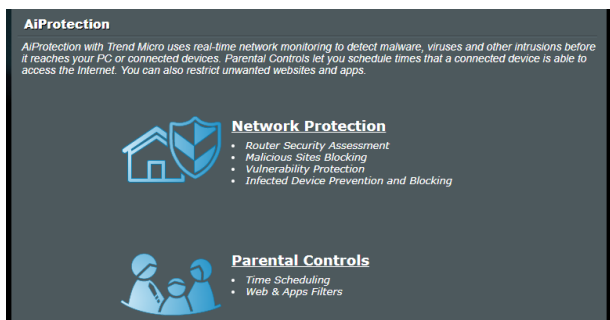 AiProtection
AiProtection with Trend Micro uses real-time network monitoring to detect malware, viruses and other intrusions before
it reaches your PC or connected devices. Parental Controls let you schedule times that a connected device is able to
access the Internet. You can also restrict unwanted websites and apps.
Network Protection
• Router Security Assessment
• Malicious Sites Blocking
• Vulnerability Protection
• Infected Device Prevention and Blocking
Parental Controls
• Time Scheduling
• Web & Apps Filters